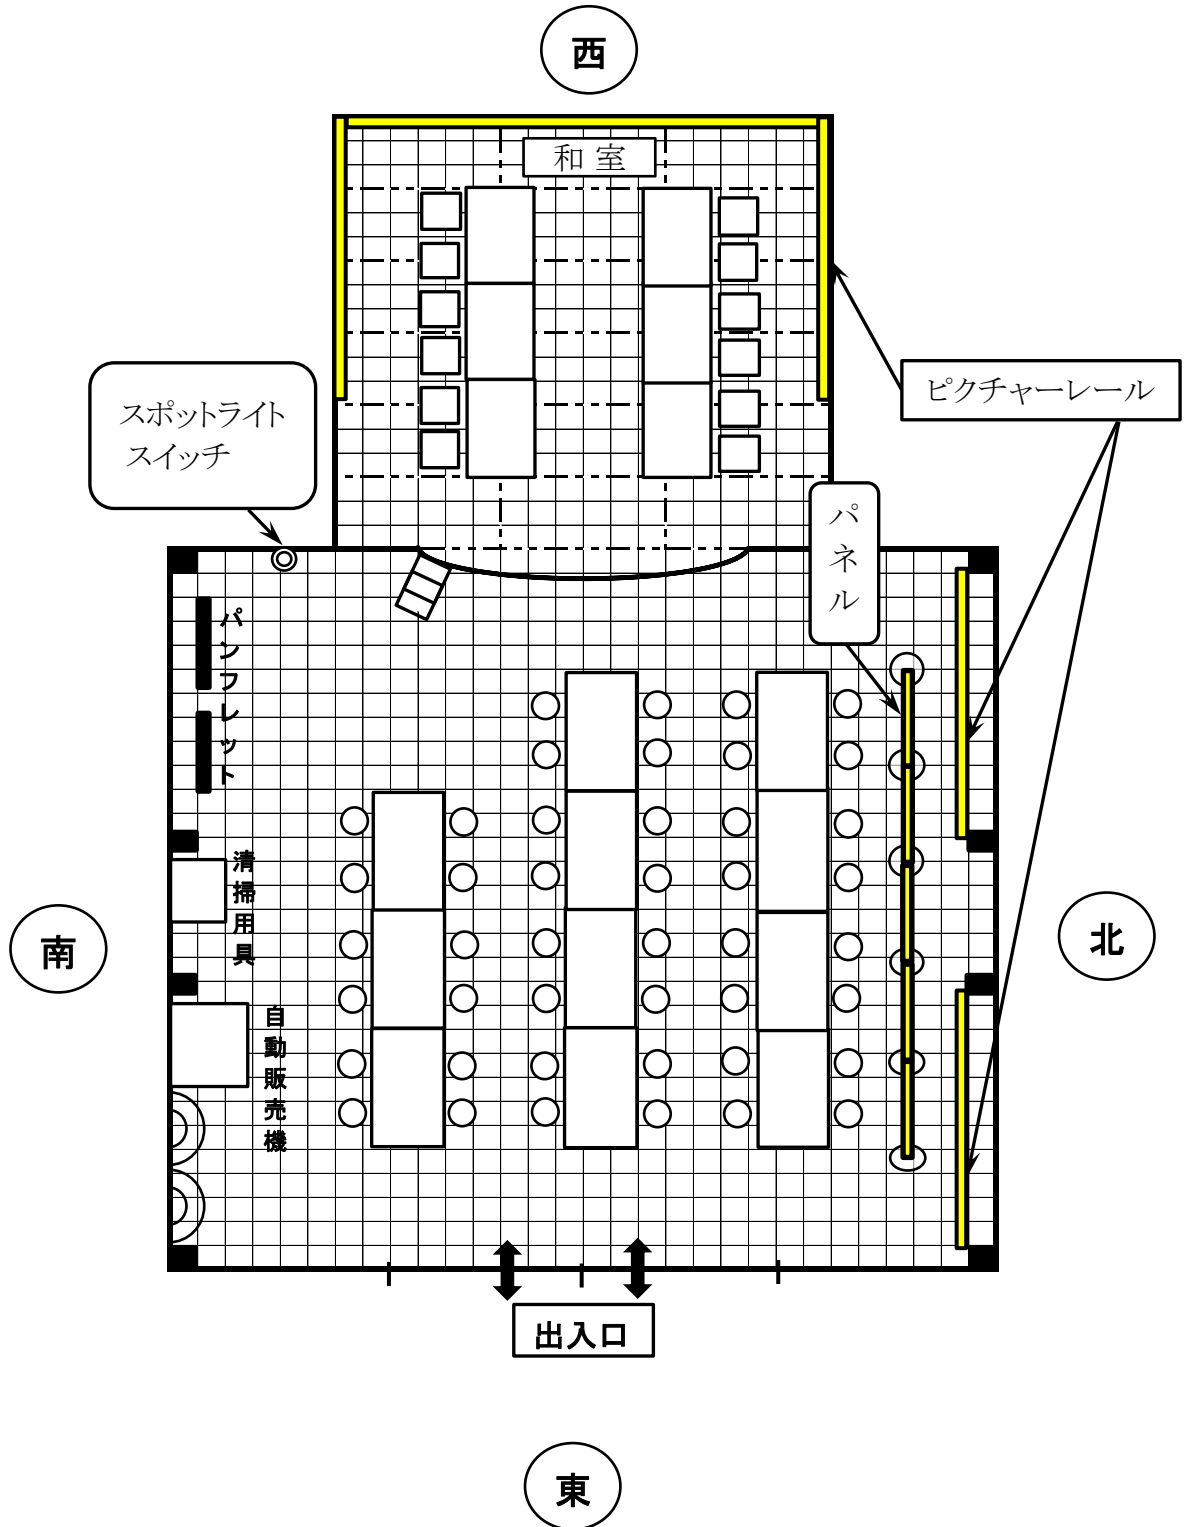 西
和室
スポットライト
スイッチ
ピクチャーレール
パネル
パンフレット
清掃用具
南
北
自動販売機
出入口
東